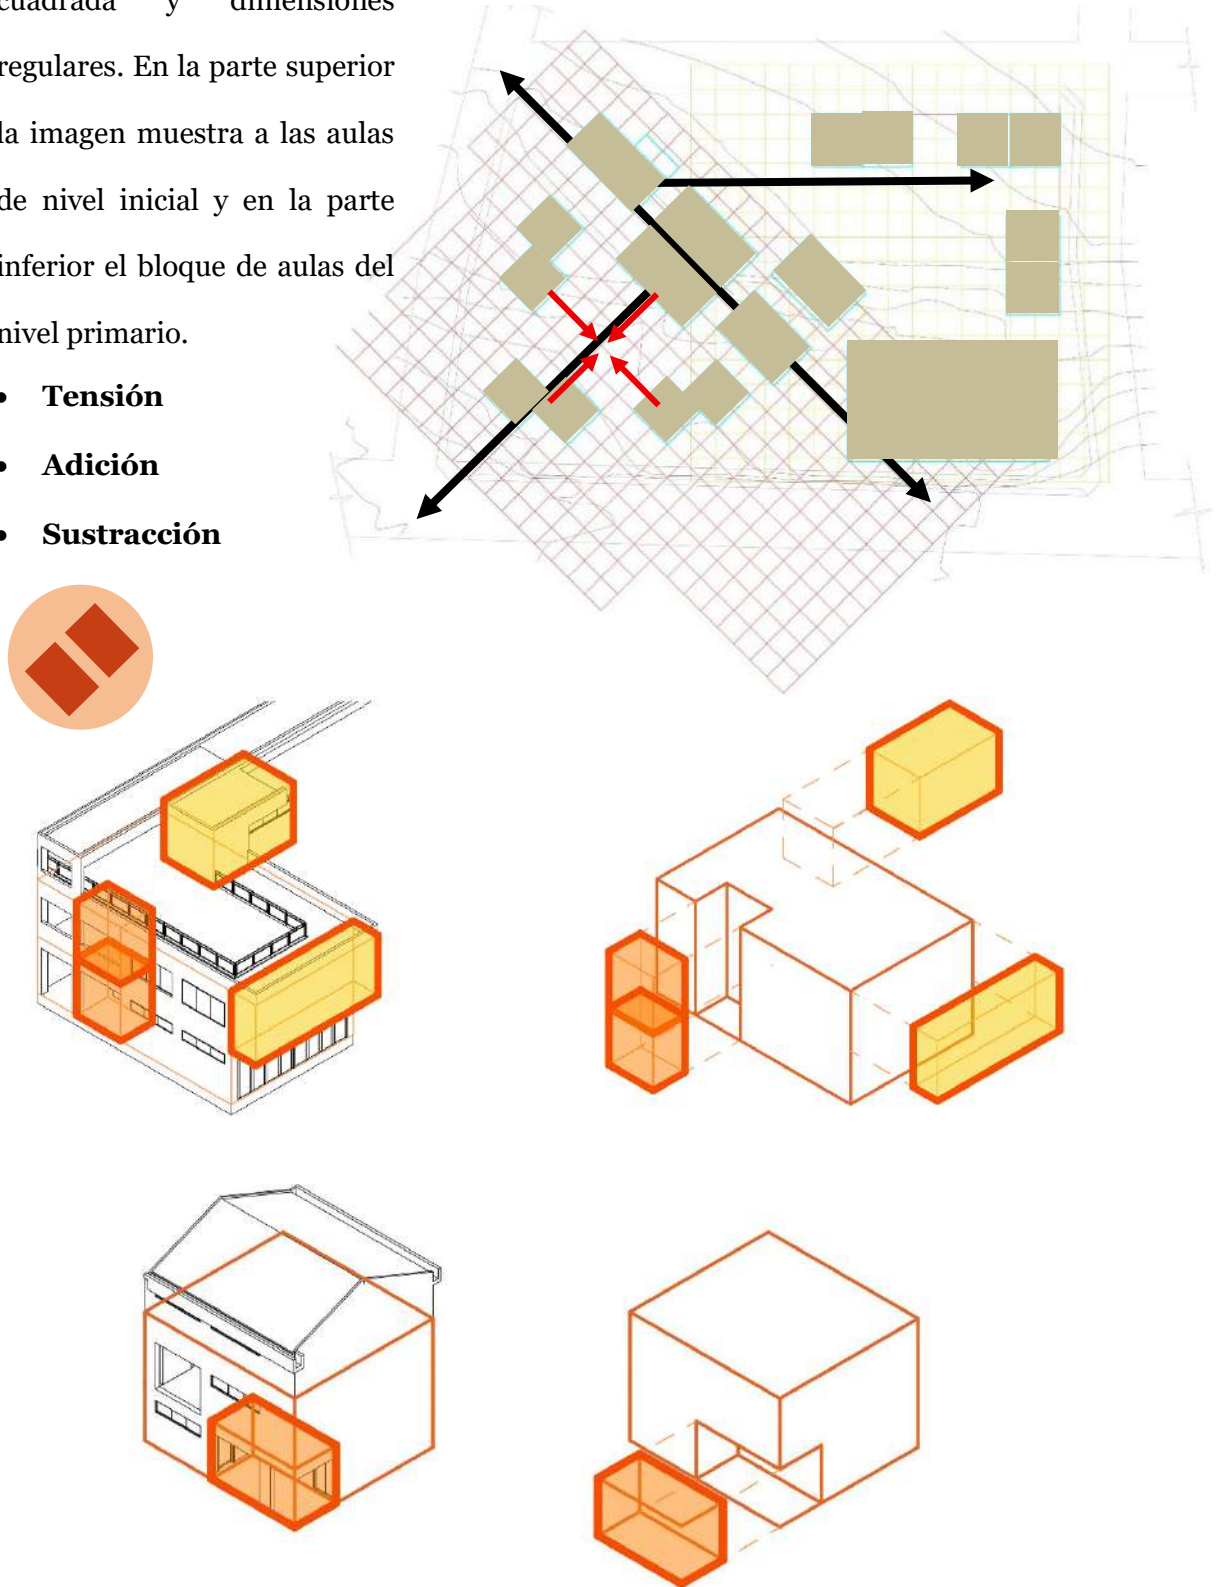 cuadrada y dimensiones
regulares. En la parte superior
la imagen muestra a las aulas
de nivel inicial y en la parte
inferior el bloque de aulas del
nivel primario.
• Tensión
• Adición
• Sustracción